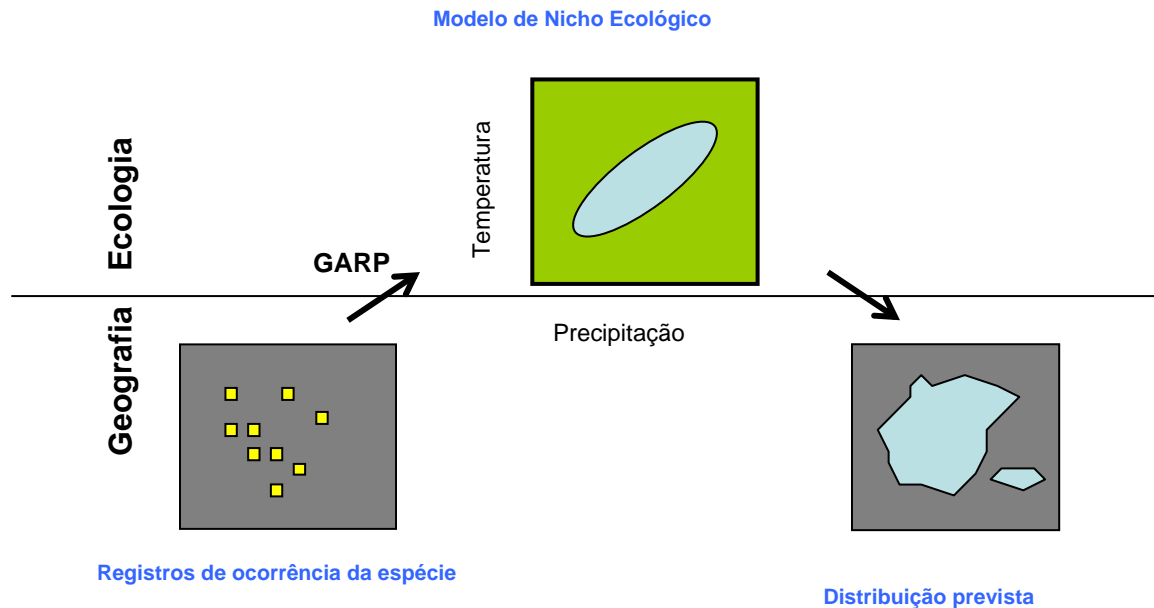 Modelo de Nicho Ecológico
Ecologia
Temperatura
GARP
Precipitação
Geografia
Registros de ocorrência da espécie
Distribuição prevista